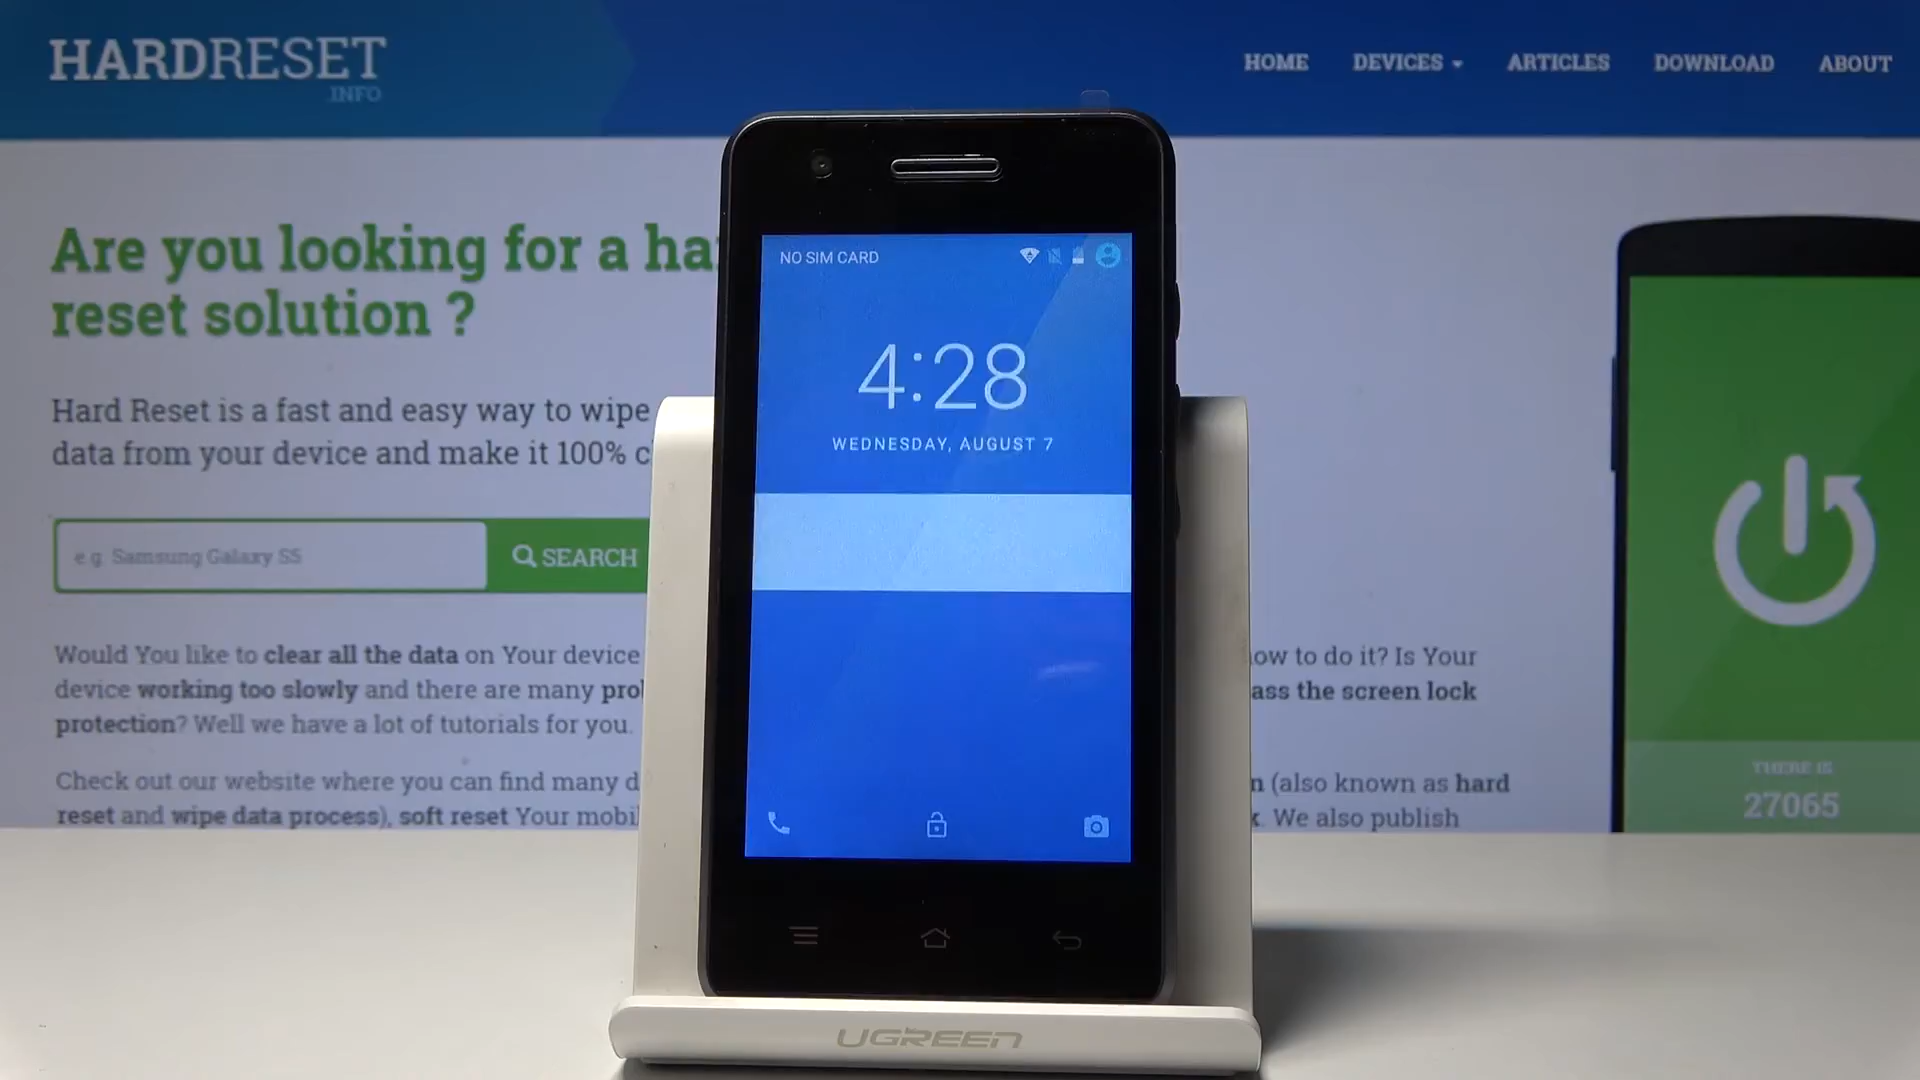 HARDRESET
.INFO
HOME DEVICES ARTICLES DOWNLOAD ABOUT
Are you looking for a ha
reset solution ?
Hard Reset is a fast and easy way to wipe
data from your device and make it 100% c
e g Samsung Galaxy S5
SEARCH
Would You like to clear all the data on Your device
device working too slowly and there are many pro
protection? Well we have a lot of tutorials for you.
Check out our website where you can find many d
reset and wipe data process), soft reset Your mobi
NO SIM CARD
4:28
WEDNESDAY, AUGUST 7
UGREEN
ow to do it? Is Your
ass the screen lock
n (also known as hard
. We also publish
THERE IS
27065